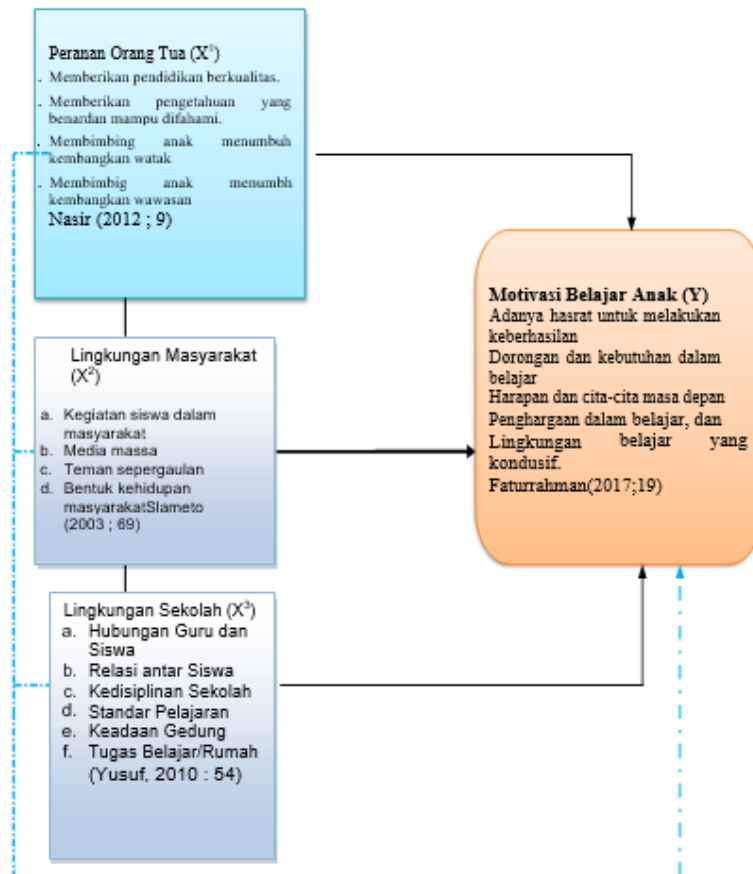 Peranan Orang Tua (X¹)
. Memberikan pendidikan berkualitas.
. Memberikan pengetahuan yang
benardan mampu difahami.
. Membimbing anak menumbuh
kembangkan watak
. Membimbig anak menumbh
kembangkan wawasan
Nasir (2012 ; 9)
Lingkungan Masyarakat
(X²)
a. Kegiatan siswa dalam
masyarakat
b. Media massa
c. Teman sepergaulan
d. Bentuk kehidupan
masyarakatSlameto
(2003 ; 69)
Lingkungan Sekolah (X³)
a. Hubungan Guru dan
Siswa
b. Relasi antar Siswa
c. Kedisiplinan Sekolah
d. Standar Pelajaran
e. Keadaan Gedung
f. Tugas Belajar/Rumah
(Yusuf, 2010 : 54)
Motivasi Belajar Anak (Y)
Adanya hasrat untuk melakukan
keberhasilan
Dorongan dan kebutuhan dalam
belajar
Harapan dan cita-cita masa depan
Penghargaan dalam belajar, dan
Lingkungan belajar yang
kondusif.
Faturrahman(2017;19)